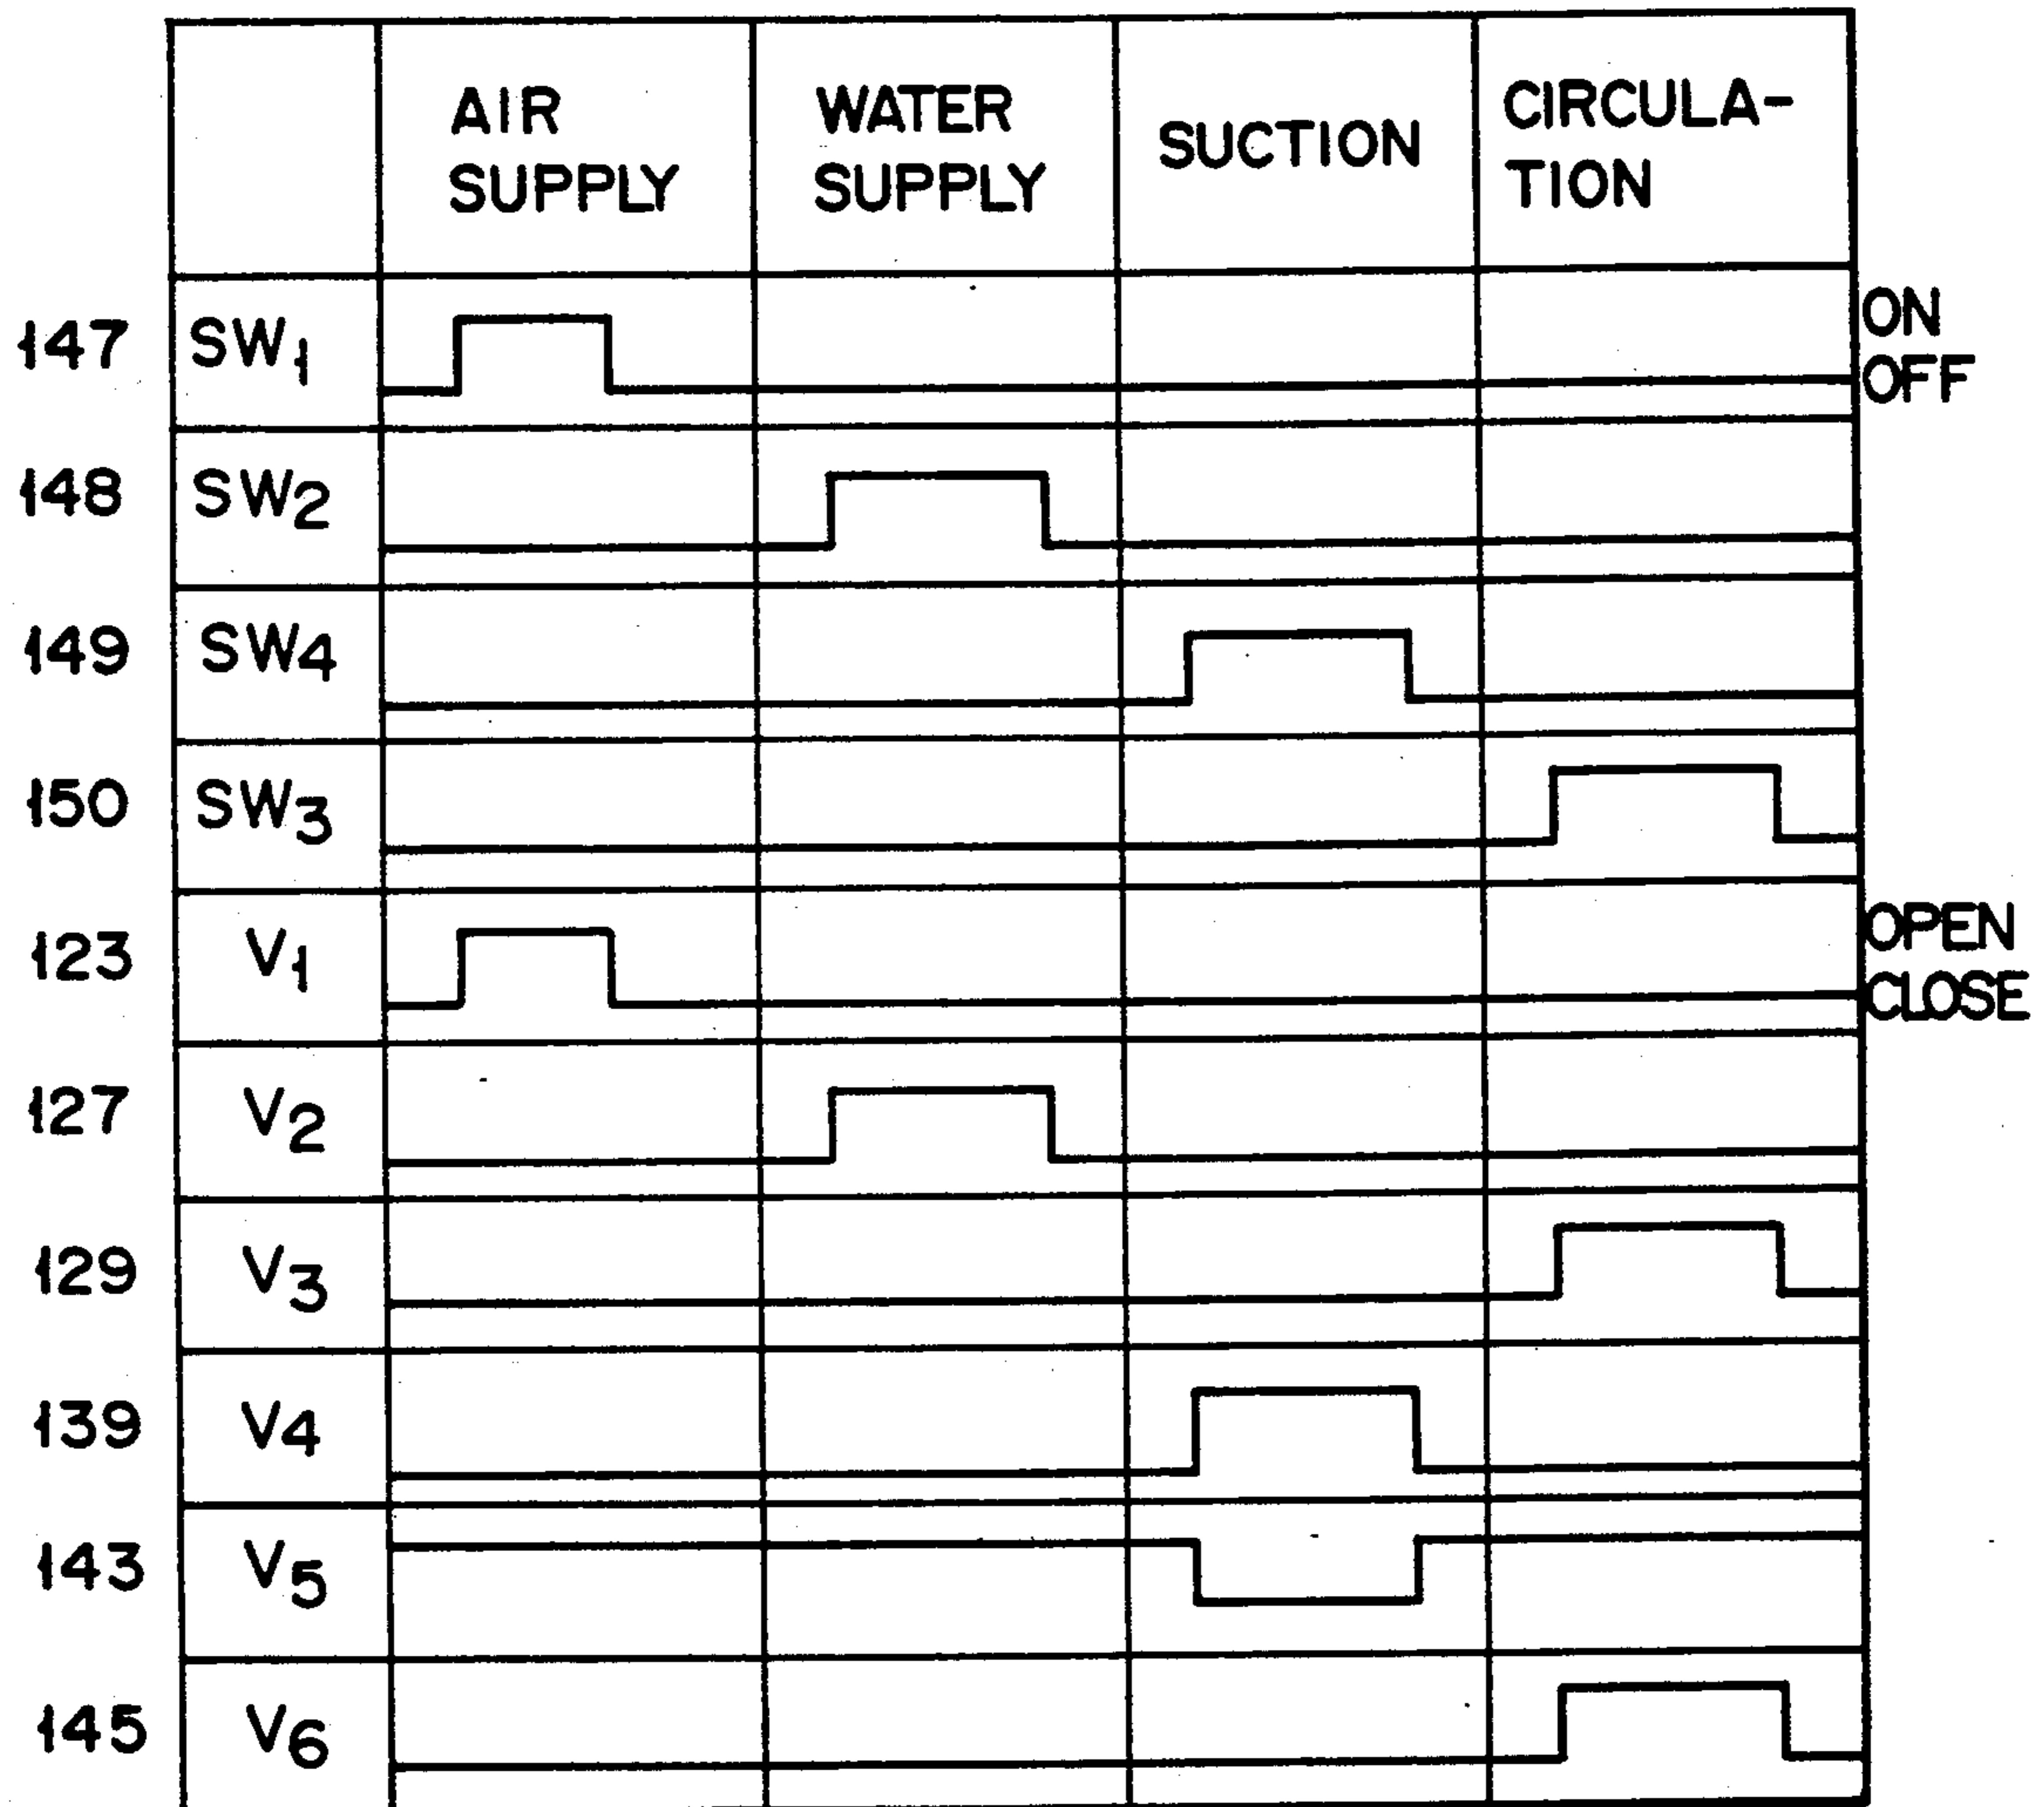 AIR
SUPPLY
WATER
SUPPLY
SUCTION
CIRCULA-
TION
147 SW1 ON
OFF
148 SW2
149 SW4
150 SW3
123 V1 OPEN
CLOSE
127 V2
129 V3
139 V4
143 V5
145 V6